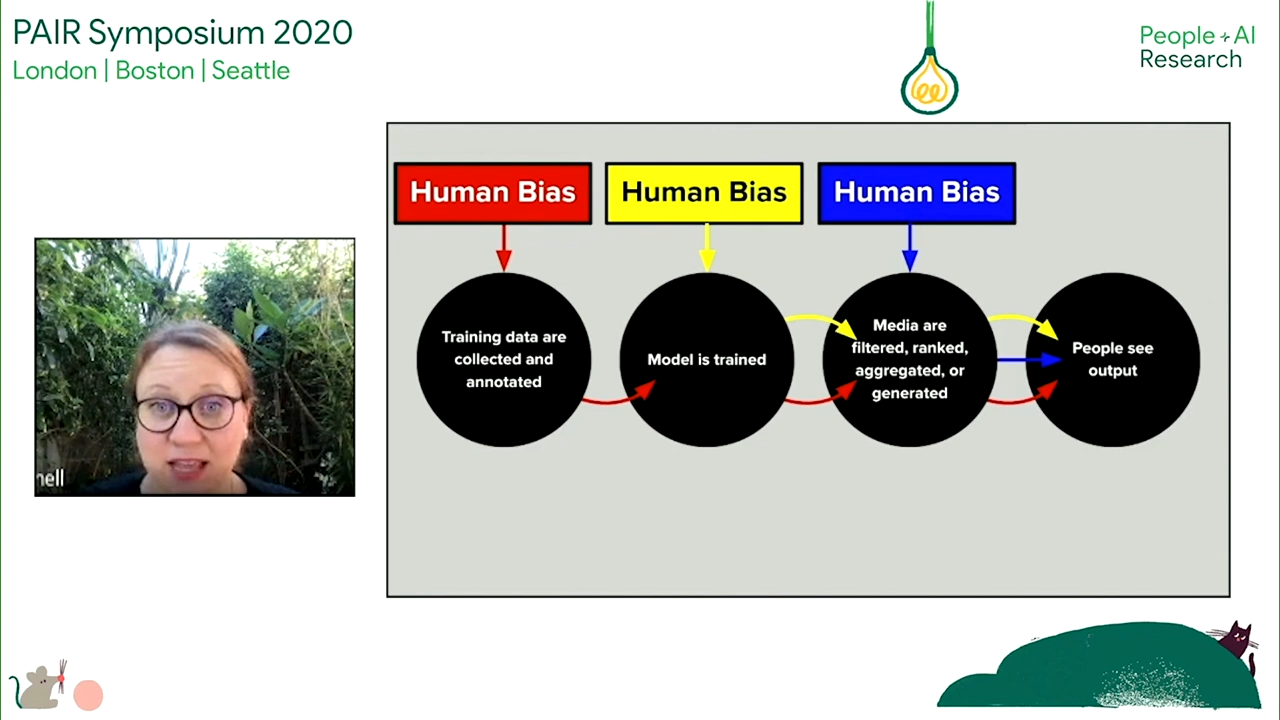 PAIR Symposium 2020
London | Boston | Seattle
People + AI
Research
Human Bias
Human Bias
Human Bias
Training data are
collected and
annotated
Model is trained
Media are
filtered, ranked,
aggregated, or
generated
People see
output
nell